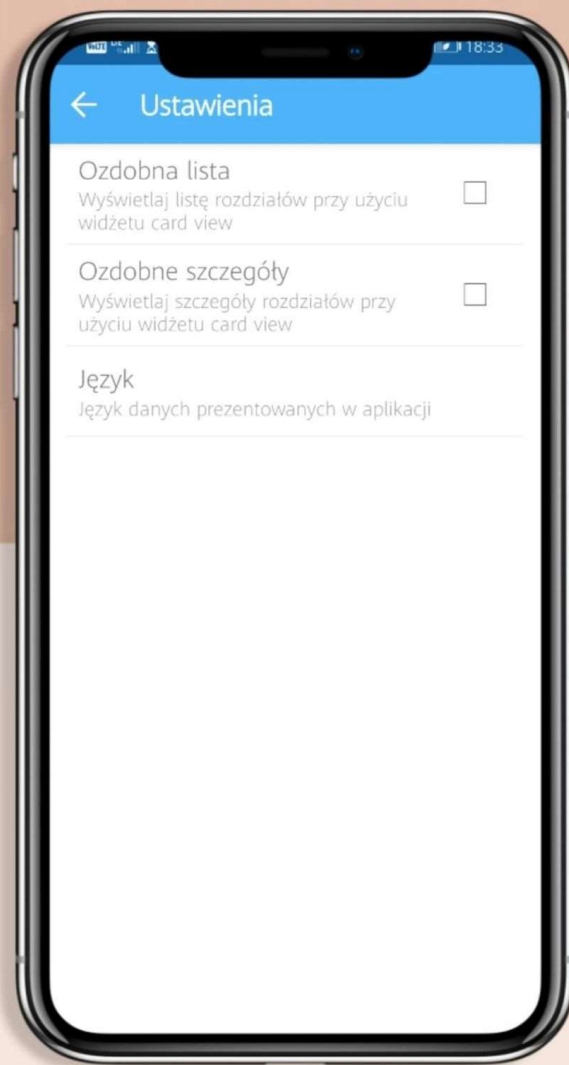 18:33
Ustawienia
Ozdobna lista
Wyświetlaj listę rozdziałów przy użyciu
widżetu card view
Ozdobne szczegóły
Wyświetlaj szczegóły rozdziałów przy
użyciu widżetu card view
Język
Język danych prezentowanych w aplikacji